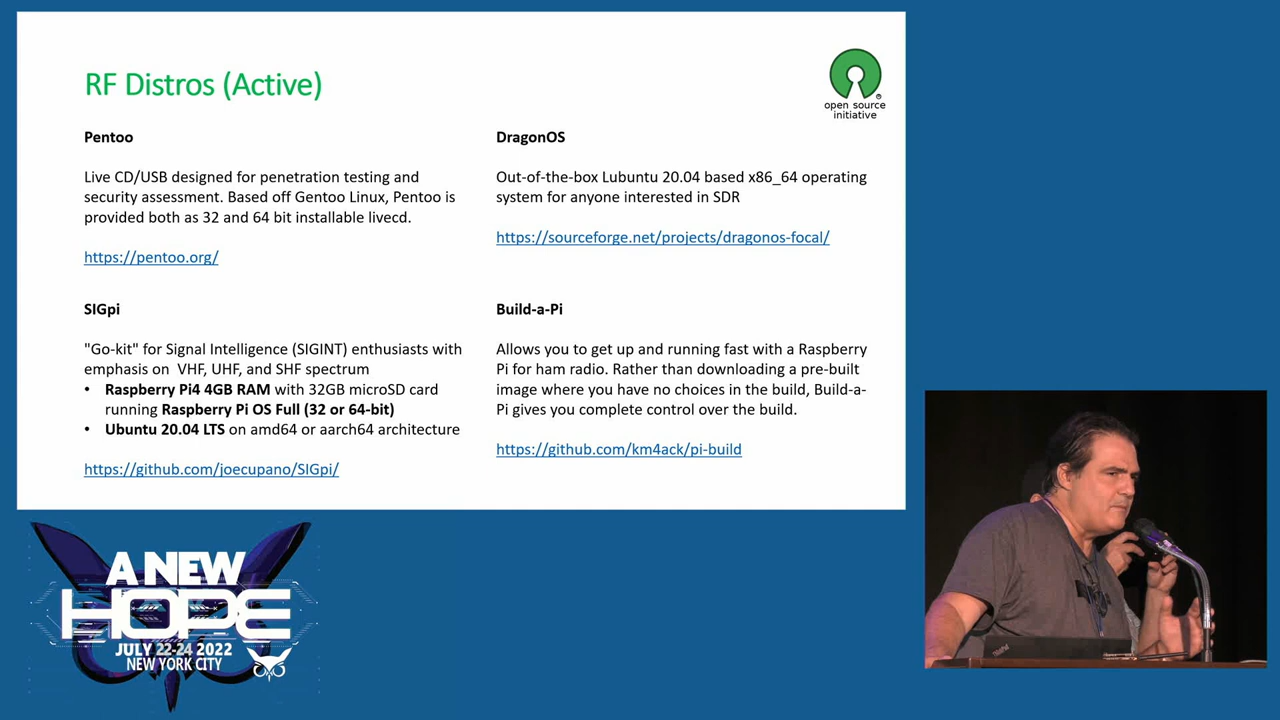 RF Distros (Active)
open source
initiative
Pentoo
Live CD/USB designed for penetration testing and
security assessment. Based off Gentoo Linux, Pentoo is
provided both as 32 and 64 bit installable livecd.
https://pentoo.org/
DragonOS
Out-of-the-box Lubuntu 20.04 based x86_64 operating
system for anyone interested in SDR
https://sourceforge.net/projects/dragonos-focal/
SIGpi
"Go-kit" for Signal Intelligence (SIGINT) enthusiasts with
emphasis on  VHF, UHF, and SHF spectrum
• Raspberry Pi4 4GB RAM with 32GB microSD card
running Raspberry Pi OS Full (32 or 64-bit)
• Ubuntu 20.04 LTS on amd64 or aarch64 architecture
https://github.com/joecupano/SIGpi/
Build-a-Pi
Allows you to get up and running fast with a Raspberry
Pi for ham radio. Rather than downloading a pre-built
image where you have no choices in the build, Build-a-
Pi gives you complete control over the build.
https://github.com/km4ack/pi-build
A NEW
HOPE
JULY 22-24 2022
NEW YORK CITY
ThinkPad